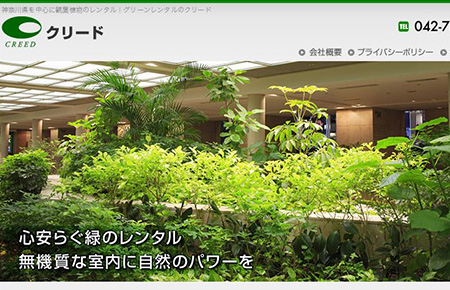 神奈川県を中心に観葉植物のレンタル｜グリーンレンタルのクリード
CREED
クリード
TEL 042-7
会社概要 プライバシーポリシー
心安らぐ緑のレンタル
無機質な室内に自然のパワーを